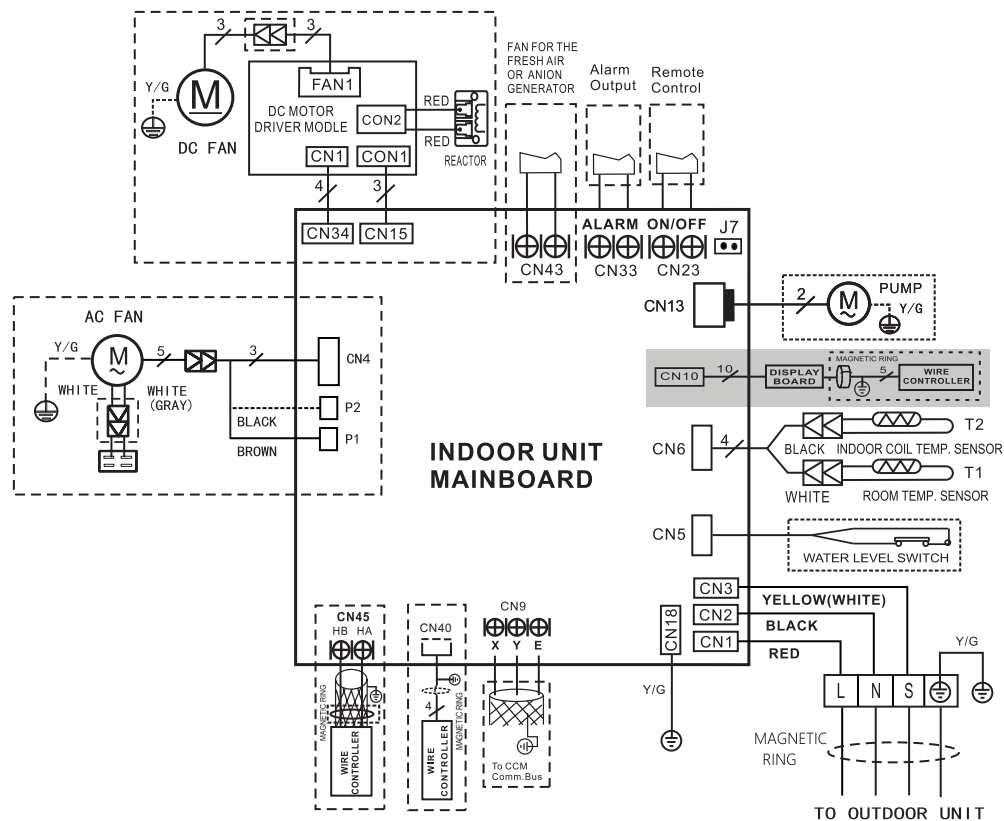 3
3
Y/G
M
DC FAN
FAN1
DC MOTOR
DRIVER MODLE
CON2
RED
RED
REACTOR
CN1
CON1
4
3
CN34
CN15
FAN FOR THE
FRESH AIR
OR ANION
GENERATOR
Alarm
Output
Remote
Control
ALARM
ON/OFF
J7
CN43
CN33
CN23
CN13
2
M
~
PUMP
Y/G
AC FAN
Y/G
M
~
5
3
CN4
WHITE
WHITE
(GRAY)
P2
BLACK
P1
BROWN
CN10
10
DISPLAY
BOARD
MAGNETIC RING
5
WIRE
CONTROLLER
INDOOR UNIT
MAINBOARD
CN6
4
BLACK
T2
INDOOR COIL TEMP. SENSOR
T1
WHITE
ROOM TEMP. SENSOR
CN5
WATER LEVEL SWITCH
CN3
YELLOW(WHITE)
CN2
BLACK
CN1
RED
CN18
Y/G
Y/G
L N S
MAGNETIC
RING
TO OUTDOOR UNIT
CN45
HB HA
MAGNETIC RING
WIRE
CONTROLLER
CN40
4
MAGNETIC RING
WIRE
CONTROLLER
CN9
X Y E
To CCM
Comm.Bus